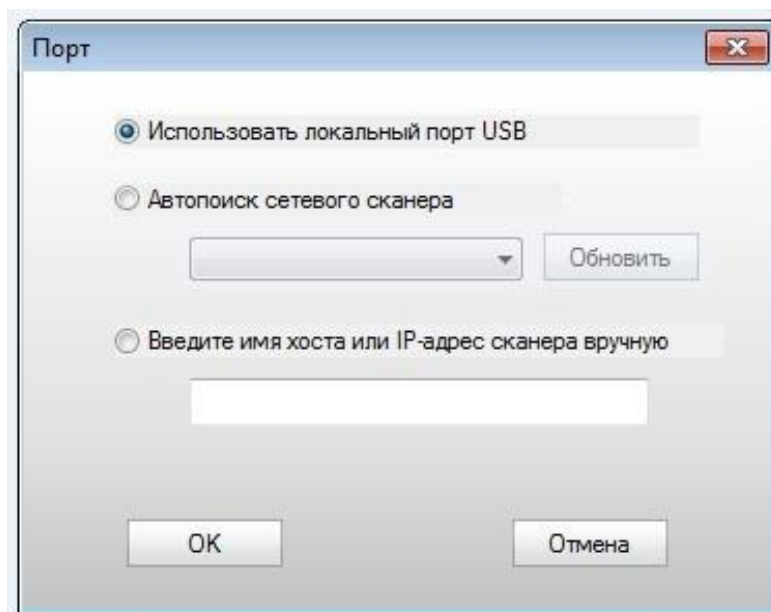 Порт
Использовать локальный порт USB
Автопоиск сетевого сканера
Обновить
Введите имя хоста или IP-адрес сканера вручную
OK
Отмена